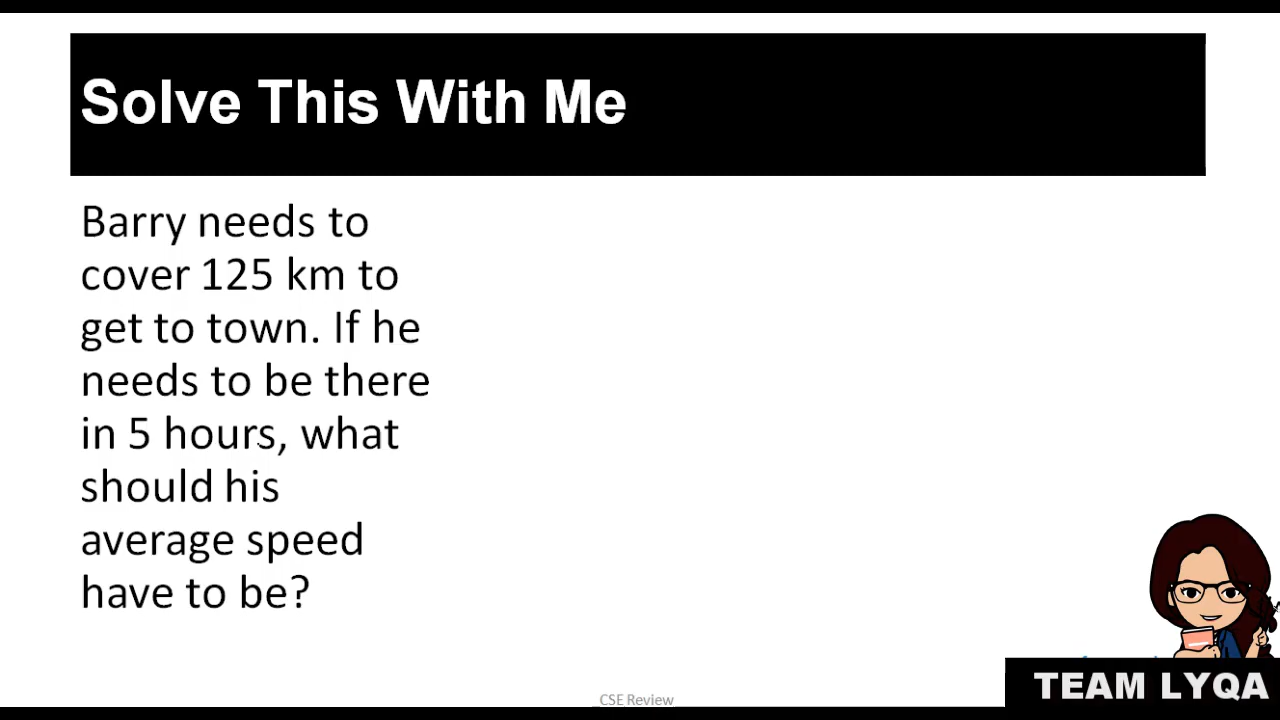 Solve This With Me
Barry needs to
cover 125 km to
get to town. If he
needs to be there
in 5 hours, what
should his
average speed
have to be?
CSE Review
TEAM LYQA